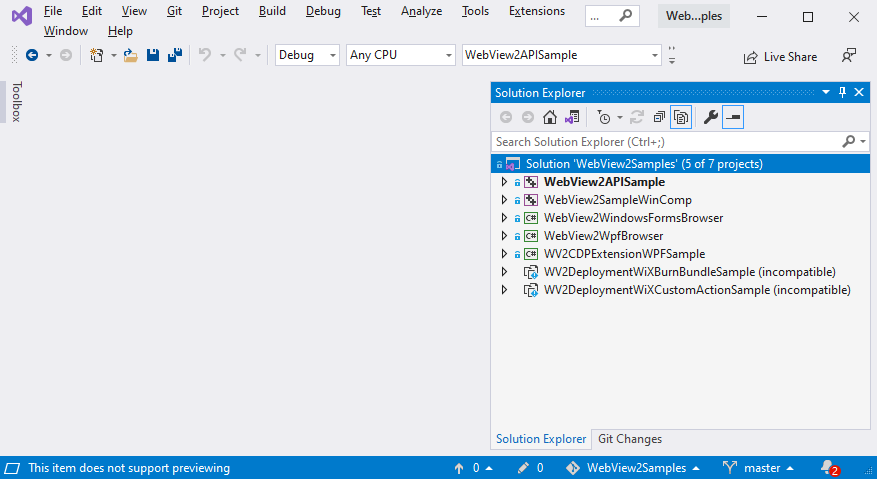 File Edit View Git Project Build Debug Test Analyze Tools Extensions ... Web...ples
Window Help
Debug Any CPU WebView2APISample Live Share
Toolbox
Solution Explorer
Search Solution Explorer (Ctrl+;)
Solution 'WebView2Samples' (5 of 7 projects)
WebView2APISample
WebView2SampleWinComp
C# WebView2WindowsFormsBrowser
C# WebView2WpfBrowser
C# WV2CDPExtensionWPFSample
WV2DeploymentWiXBurnBundleSample (incompatible)
WV2DeploymentWiXCustomActionSample (incompatible)
Solution Explorer Git Changes
This item does not support previewing 0 0 WebView2Samples master 2